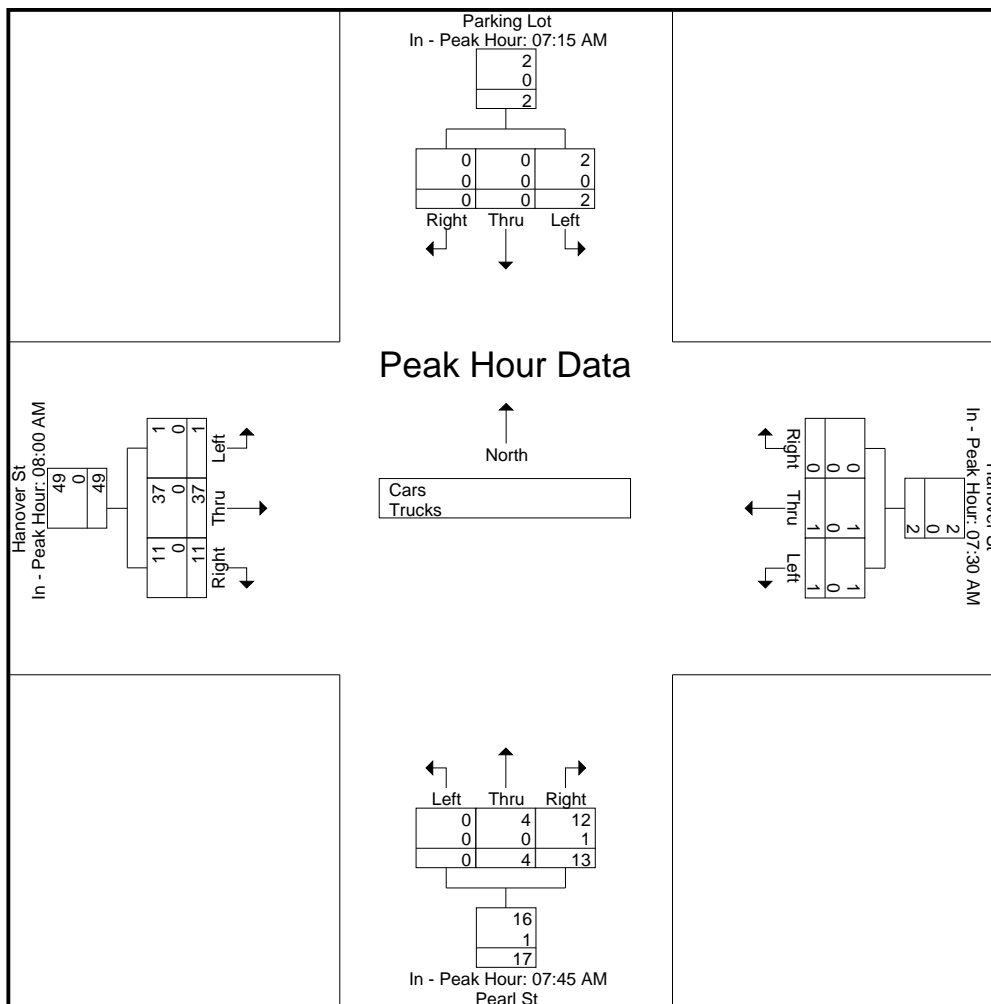 Parking Lot
In - Peak Hour: 07:15 AM
2
0
2
0 0 2
0 0 0
0 0 2
Right Thru Left
Peak Hour Data
North
Cars
Trucks
Hanover St
In - Peak Hour: 08:00 AM
49
0
49
1 0 1
Left
37 0 37
Thru
11 0 11
Right
Hanover St
In - Peak Hour: 07:30 AM
2
0
2
Right
0 0 0
Thru
1 0 1
Left
1 0 1
Left Thru Right
0 4 12
0 0 1
0 4 13
16
1
17
In - Peak Hour: 07:45 AM
Pearl St